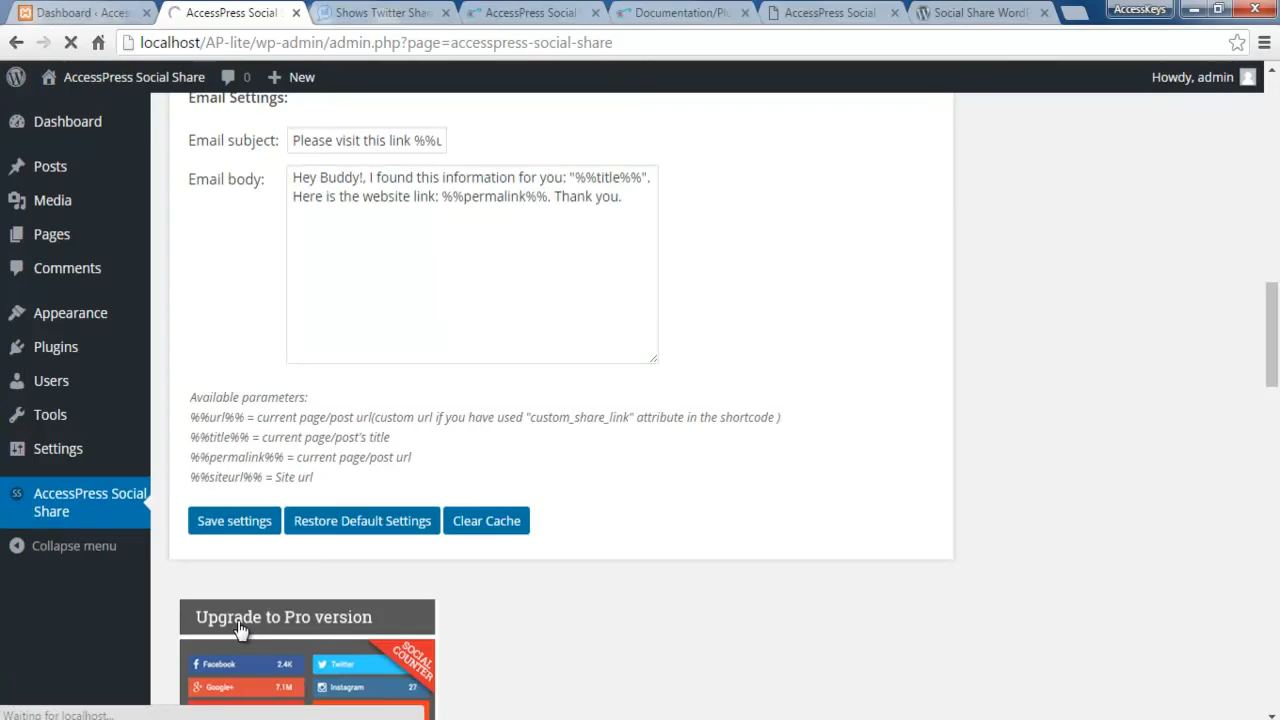 Dashboard ‹ Access
AccessPress Social S
Shows Twitter Share
AccessPress Social
Documentation/Plu
AccessPress Social
Social Share WordP
AccessKeys
localhost/AP-lite/wp-admin/admin.php?page=accesspress-social-share
AccessPress Social Share
0
New
Howdy, admin
Dashboard
Posts
Media
Pages
Comments
Appearance
Plugins
Users
Tools
Settings
SS
AccessPress Social
Share
Collapse menu
Email Settings:
Email subject:
Please visit this link %%u
Email body:
Hey Buddy!, I found this information for you: "%%title%%".
Here is the website link: %%permalink%%. Thank you.
Available parameters:
%%url%% = current page/post url(custom url if you have used "custom_share_link" attribute in the shortcode )
%%title%% = current page/post's title
%%permalink%% = current page/post url
%%siteurl%% = Site url
Save settings
Restore Default Settings
Clear Cache
Upgrade to Pro version
SOCIAL
COUNTER
Facebook 2.4K
Twitter
Google+ 7.1M
Instagram 27
Waiting for localhost...